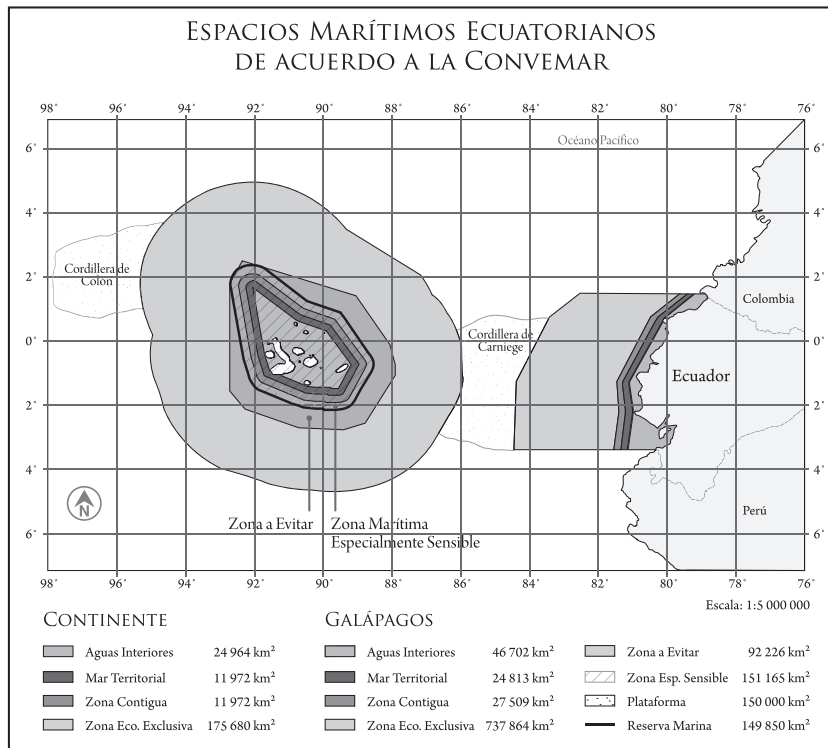 Espacios Marítimos Ecuatorianos
de acuerdo a la Convemar
98° 96° 94° 92° 90° 88° 86° 84° 82° 80° 78° 76°
Océano Pacífico
6° 6°
4° 4°
2° 2°
Cordillera de
Colón
Colombia
0° 0°
Cordillera de
Carniege
Ecuador
2° 2°
4° 4°
N
Perú
Zona a Evitar
Zona Marítima
Especialmente Sensible
6° 6°
98° 96° 94° 92° 90° 88° 86° 84° 82° 80° 78° 76°
Escala: 1:5 000 000
Continente
Aguas Interiores 24 964 km²
Mar Territorial 11 972 km²
Zona Contigua 11 972 km²
Zona Eco. Exclusiva 175 680 km²
Galápagos
Aguas Interiores 46 702 km²
Mar Territorial 24 813 km²
Zona Contigua 27 509 km²
Zona Eco. Exclusiva 737 864 km²
Zona a Evitar 92 226 km²
Zona Esp. Sensible 151 165 km²
Plataforma 150 000 km²
Reserva Marina 149 850 km²